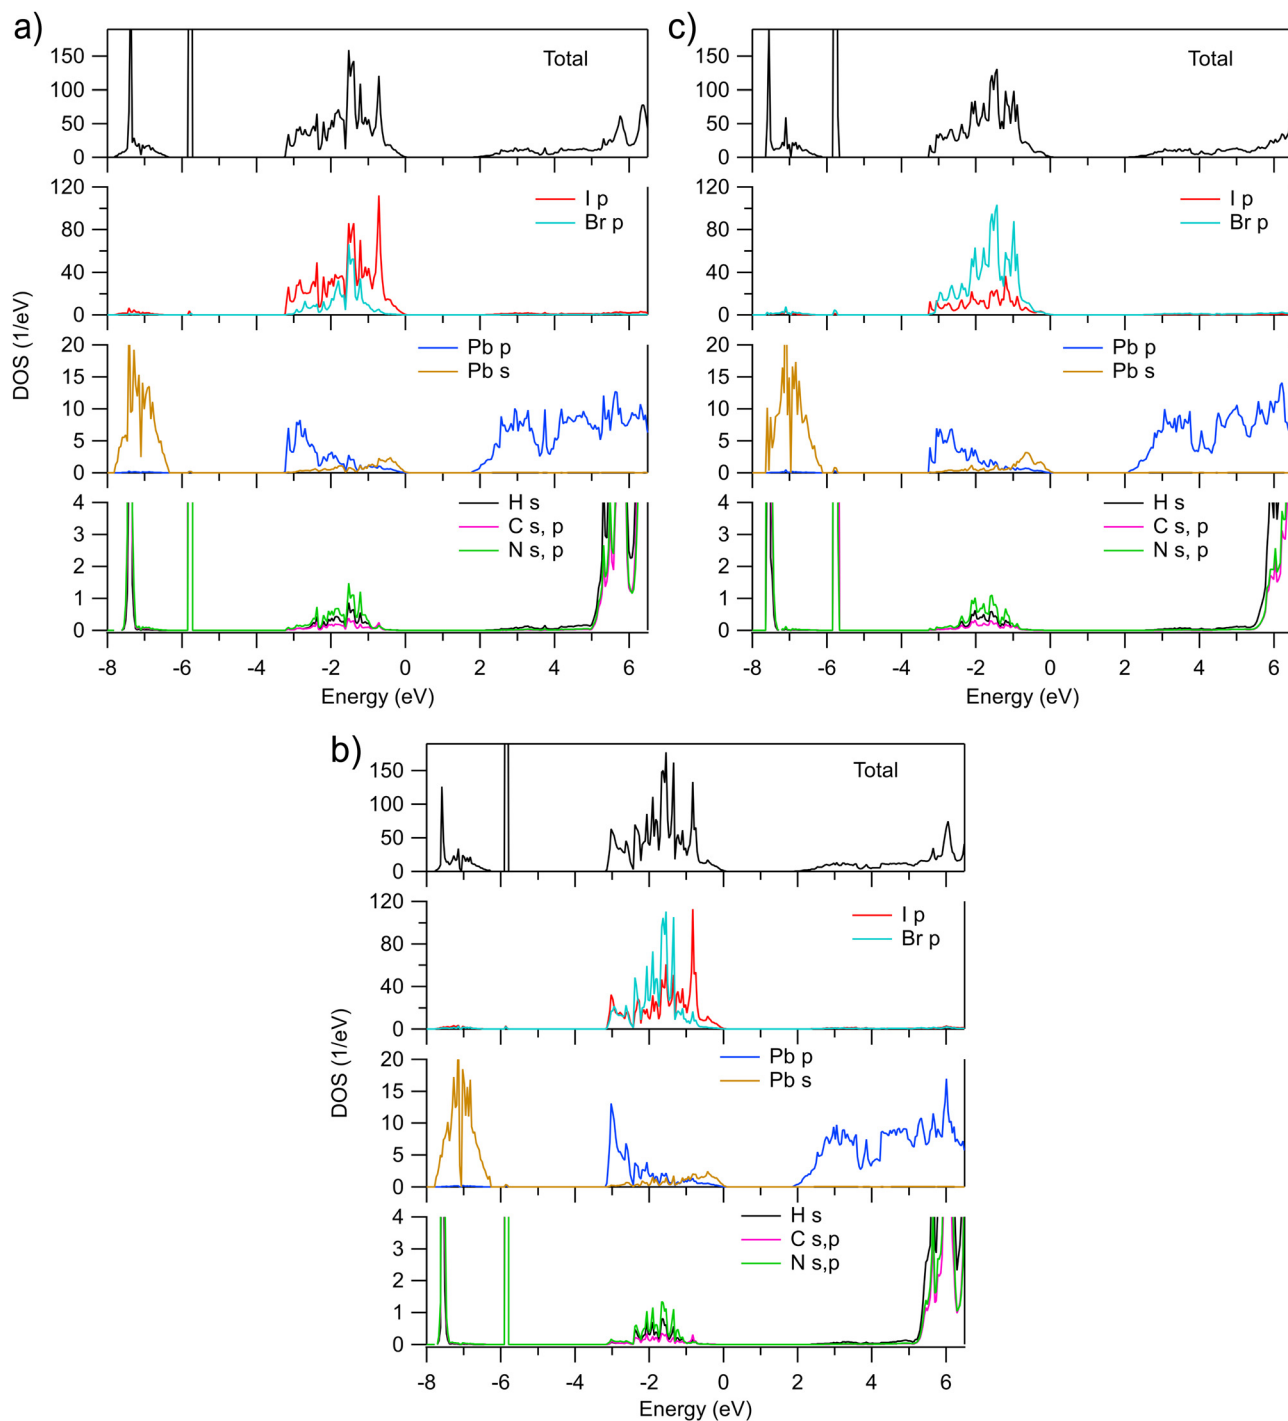 a)
Total
150
100
50
0
I p
Br p
120
80
40
0
Pb p
Pb s
20
15
10
5
0
H s
C s, p
N s, p
4
3
2
1
0
-8 -6 -4 -2 0 2 4 6
Energy (eV)
DOS (1/eV)
c)
Total
150
100
50
0
I p
Br p
120
80
40
0
Pb p
Pb s
20
15
10
5
0
H s
C s, p
N s, p
4
3
2
1
0
-8 -6 -4 -2 0 2 4 6
Energy (eV)
b)
Total
150
100
50
0
I p
Br p
120
80
40
0
Pb p
Pb s
20
15
10
5
0
H s
C s,p
N s,p
4
3
2
1
0
-8 -6 -4 -2 0 2 4 6
Energy (eV)
DOS (1/eV)